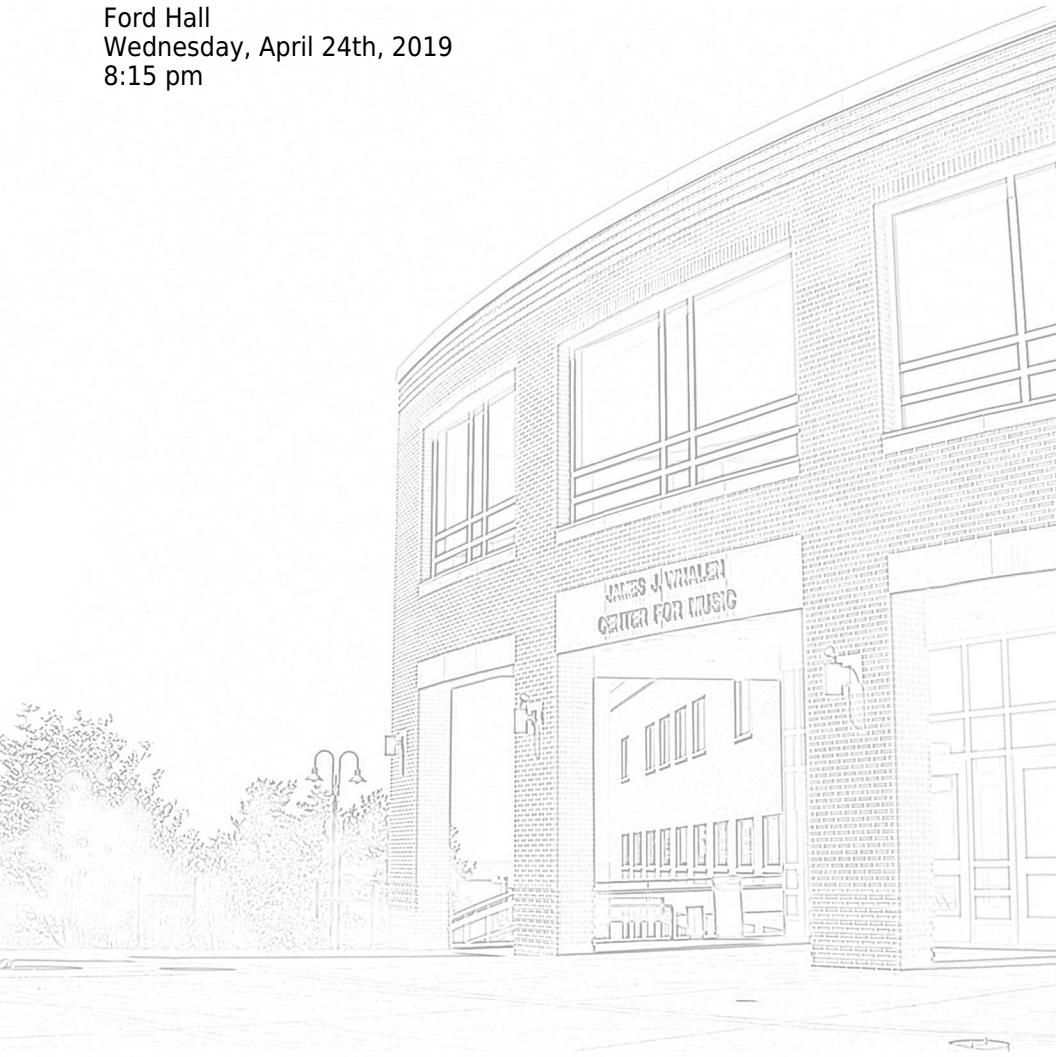 Ford Hall
Wednesday, April 24th, 2019
8:15 pm
JAMES J. WHALEN
CENTER FOR MUSIC